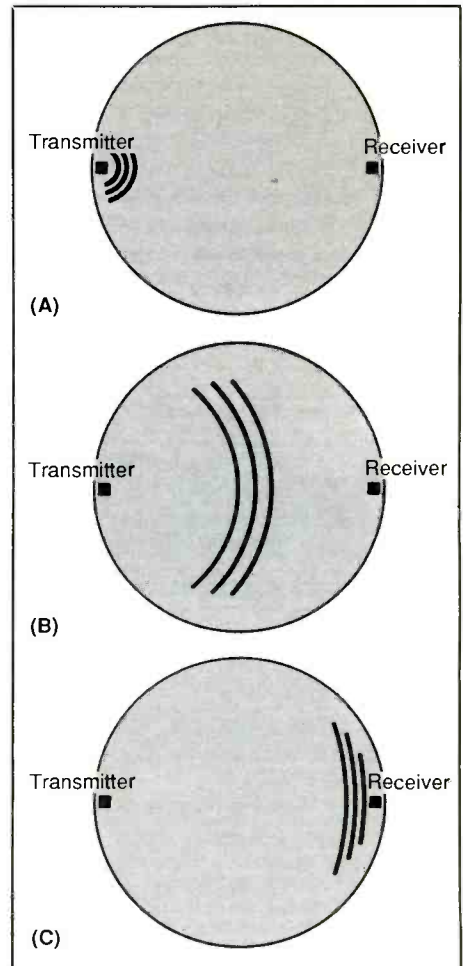 Transmitter
Receiver
(A)
Transmitter
Receiver
(B)
Transmitter
Receiver
(C)